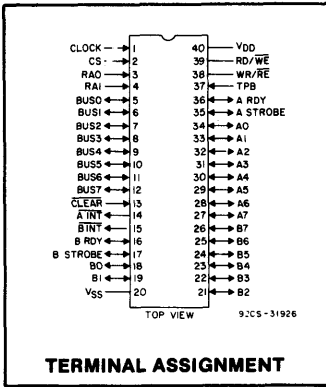 CLOCK 1 40 VDD
CS 2 39 RD/WE
RA0 3 38 WR/RE
RA1 4 37 TPB
BUS0 5 36 A RDY
BUS1 6 35 A STROBE
BUS2 7 34 A0
BUS3 8 33 A1
BUS4 9 32 A2
BUS5 10 31 A3
BUS6 11 30 A4
BUS7 12 29 A5
CLEAR 13 28 A6
A INT 14 27 A7
B INT 15 26 B7
B RDY 16 25 B6
B STROBE 17 24 B5
B0 18 23 B4
B1 19 22 B3
VSS 20 21 B2
TOP VIEW 92CS-31926
TERMINAL ASSIGNMENT